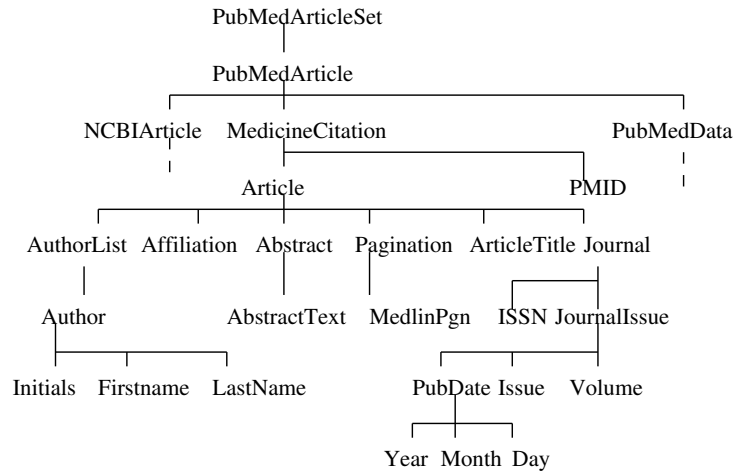 PubMedArticleSet
PubMedArticle
NCBIArticle MedicineCitation PubMedData
Article PMID
AuthorList Affiliation Abstract Pagination ArticleTitle Journal
Author AbstractText MedlinPgn ISSN JournalIssue
Initials Firstname LastName PubDate Issue Volume
Year Month Day